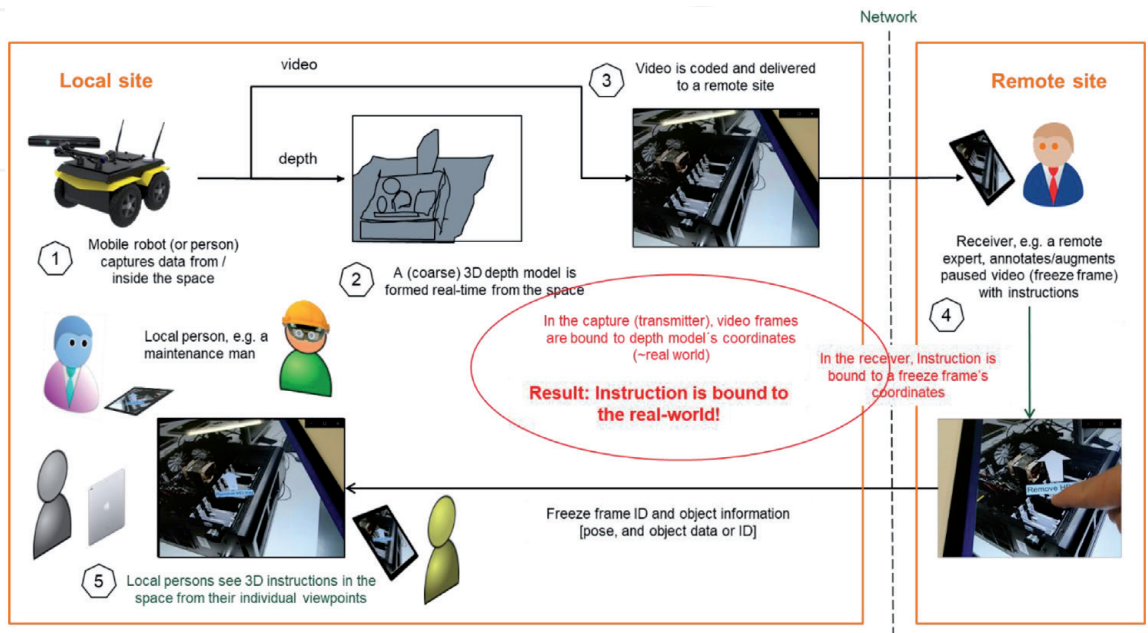 Network
Local site
Remote site
video
depth
3
Video is coded and delivered
to a remote site
1
Mobile robot (or person)
captures data from /
inside the space
2
A (coarse) 3D depth model is
formed real-time from the space
Receiver, e.g. a remote
expert, annotates/augments
paused video (freeze frame)
with instructions
4
Local person, e.g. a
maintenance man
In the capture (transmitter), video frames
are bound to depth model´s coordinates
(~real world)
Result: Instruction is bound to
the real-world!
In the receiver, Instruction is
bound to a freeze frame´s
coordinates
Remove
Freeze frame ID and object information
[pose, and object data or ID]
5
Local persons see 3D instructions in the
space from their individual viewpoints